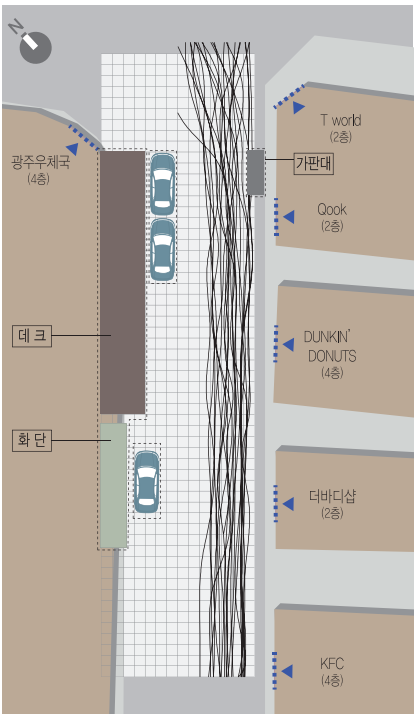 N
T world
(2층)
광주우체국
(4층)
가판대
Qook
(2층)
데크
DUNKIN'
DONUTS
(4층)
화단
더바디샵
(2층)
KFC
(4층)